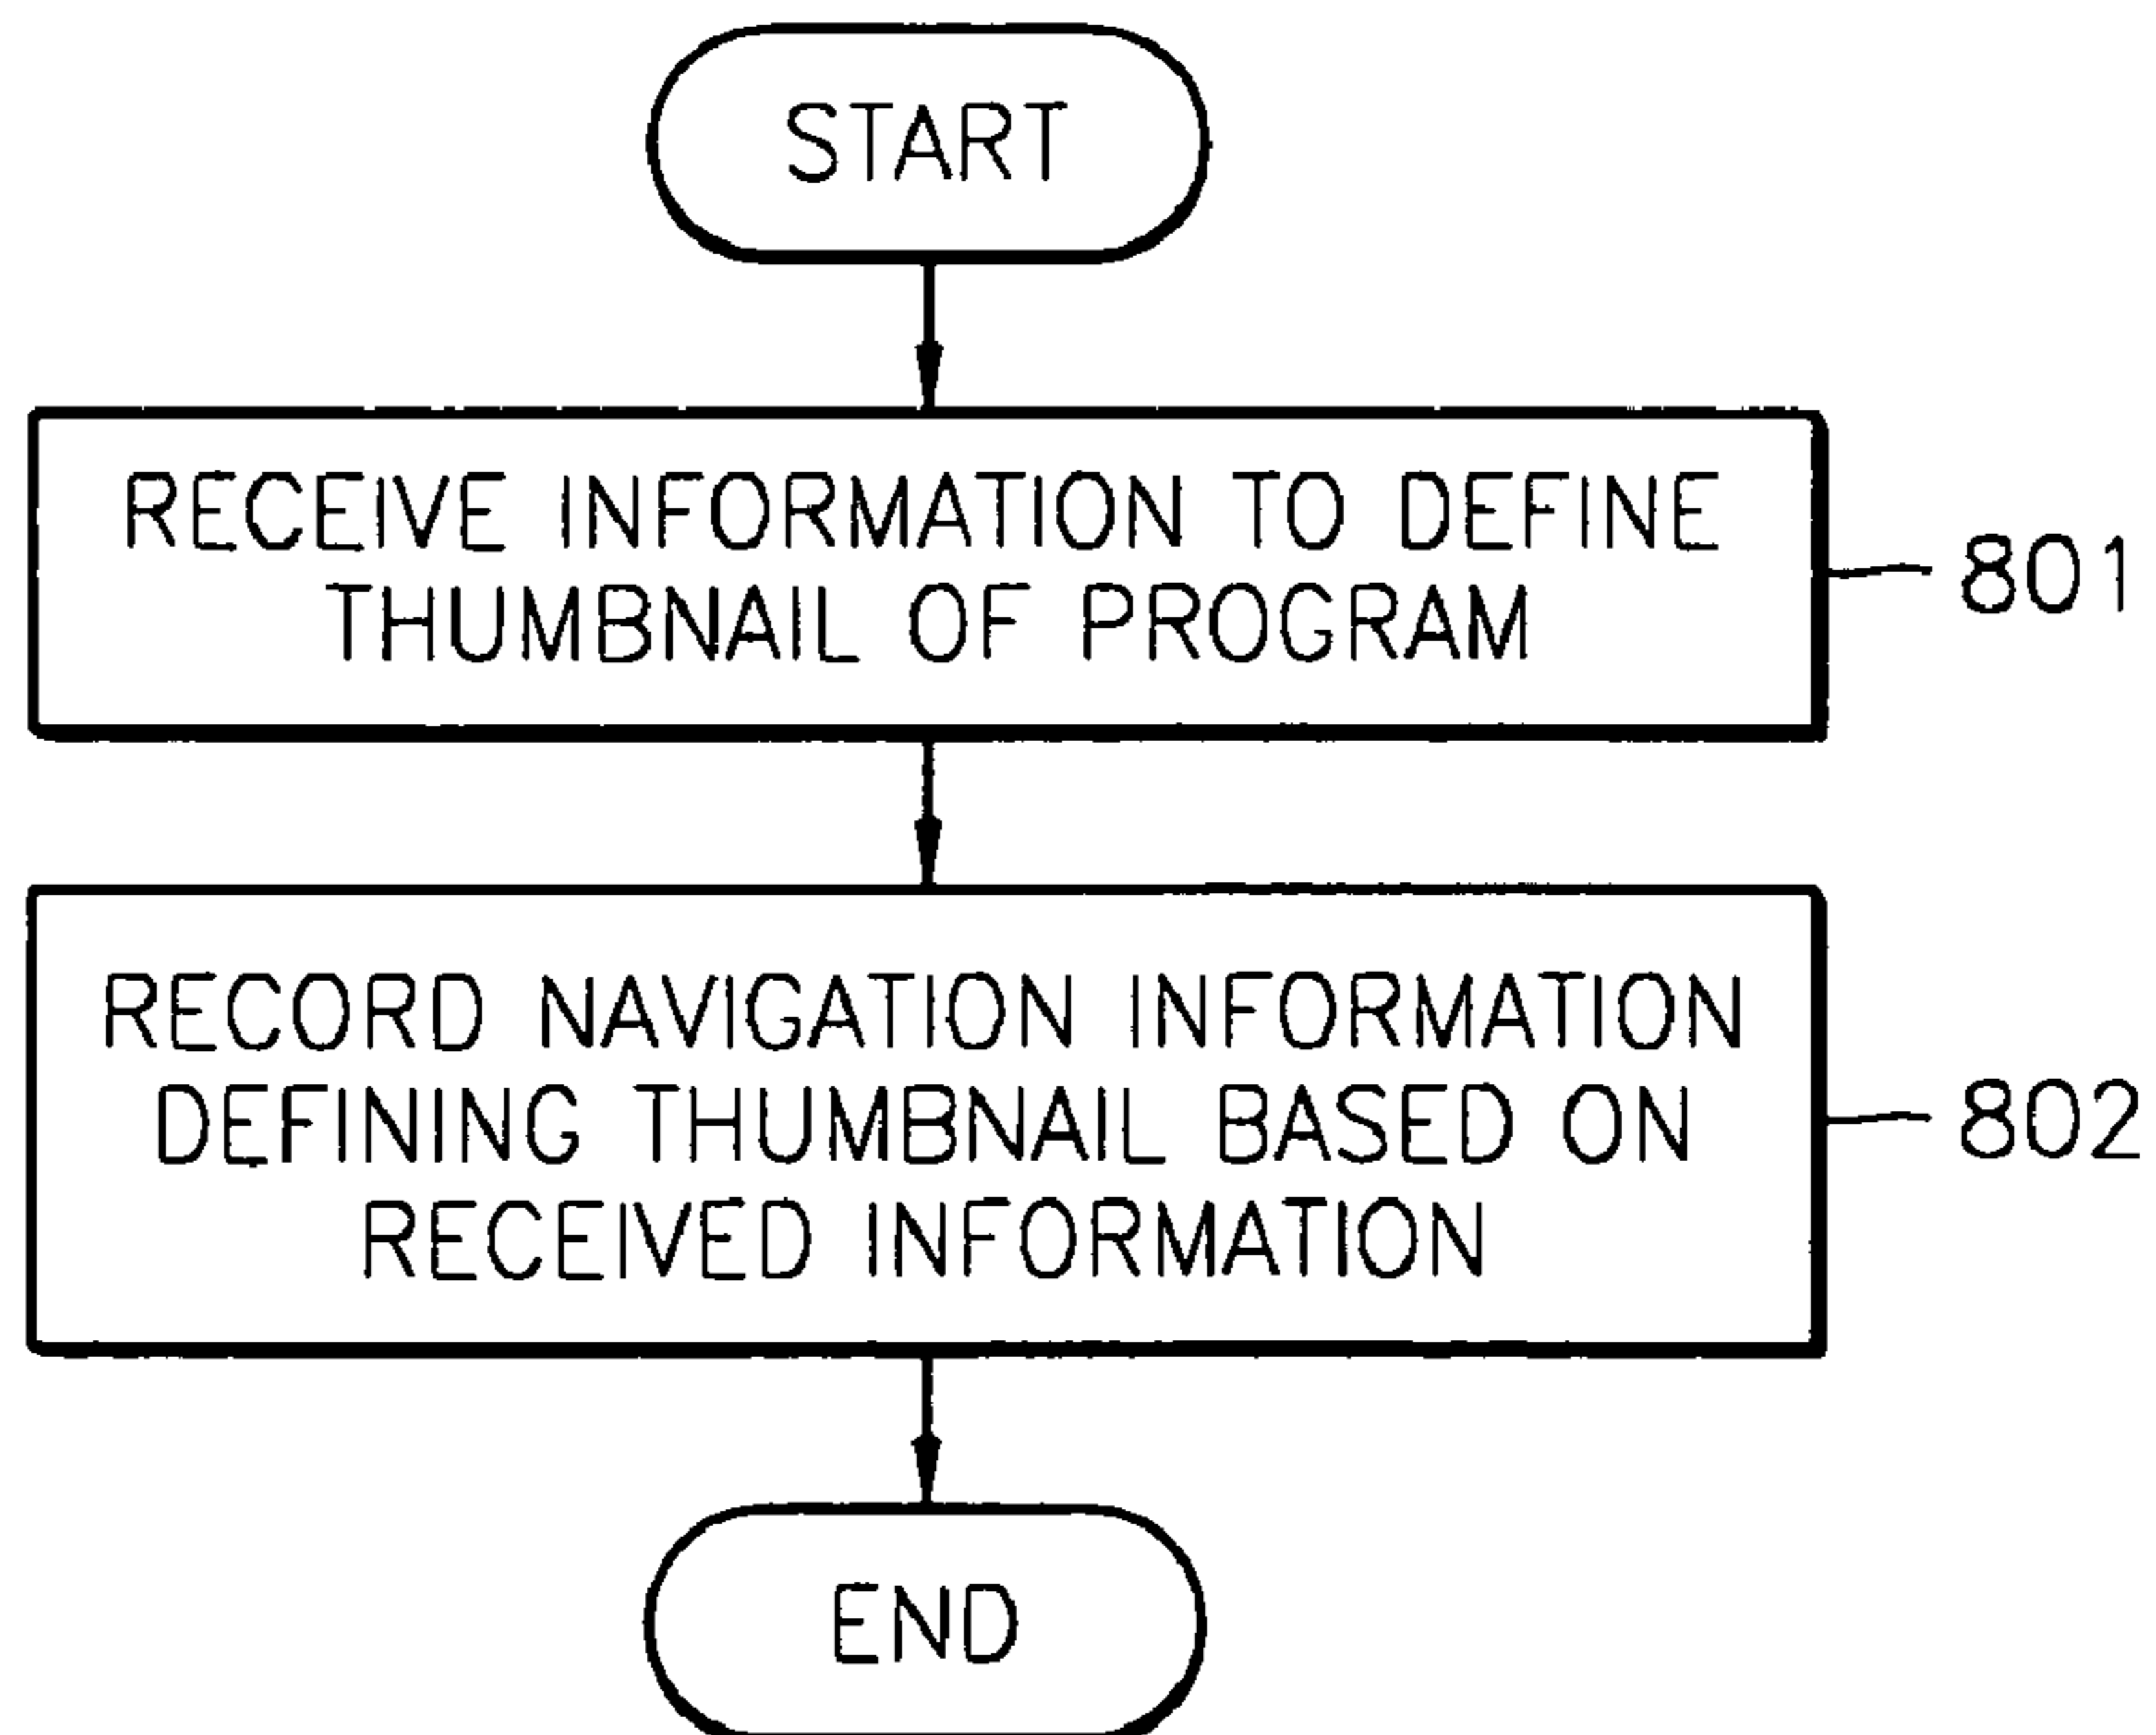 START
RECEIVE INFORMATION TO DEFINE
THUMBNAIL OF PROGRAM
801
RECORD NAVIGATION INFORMATION
DEFINING THUMBNAIL BASED ON
RECEIVED INFORMATION
802
END